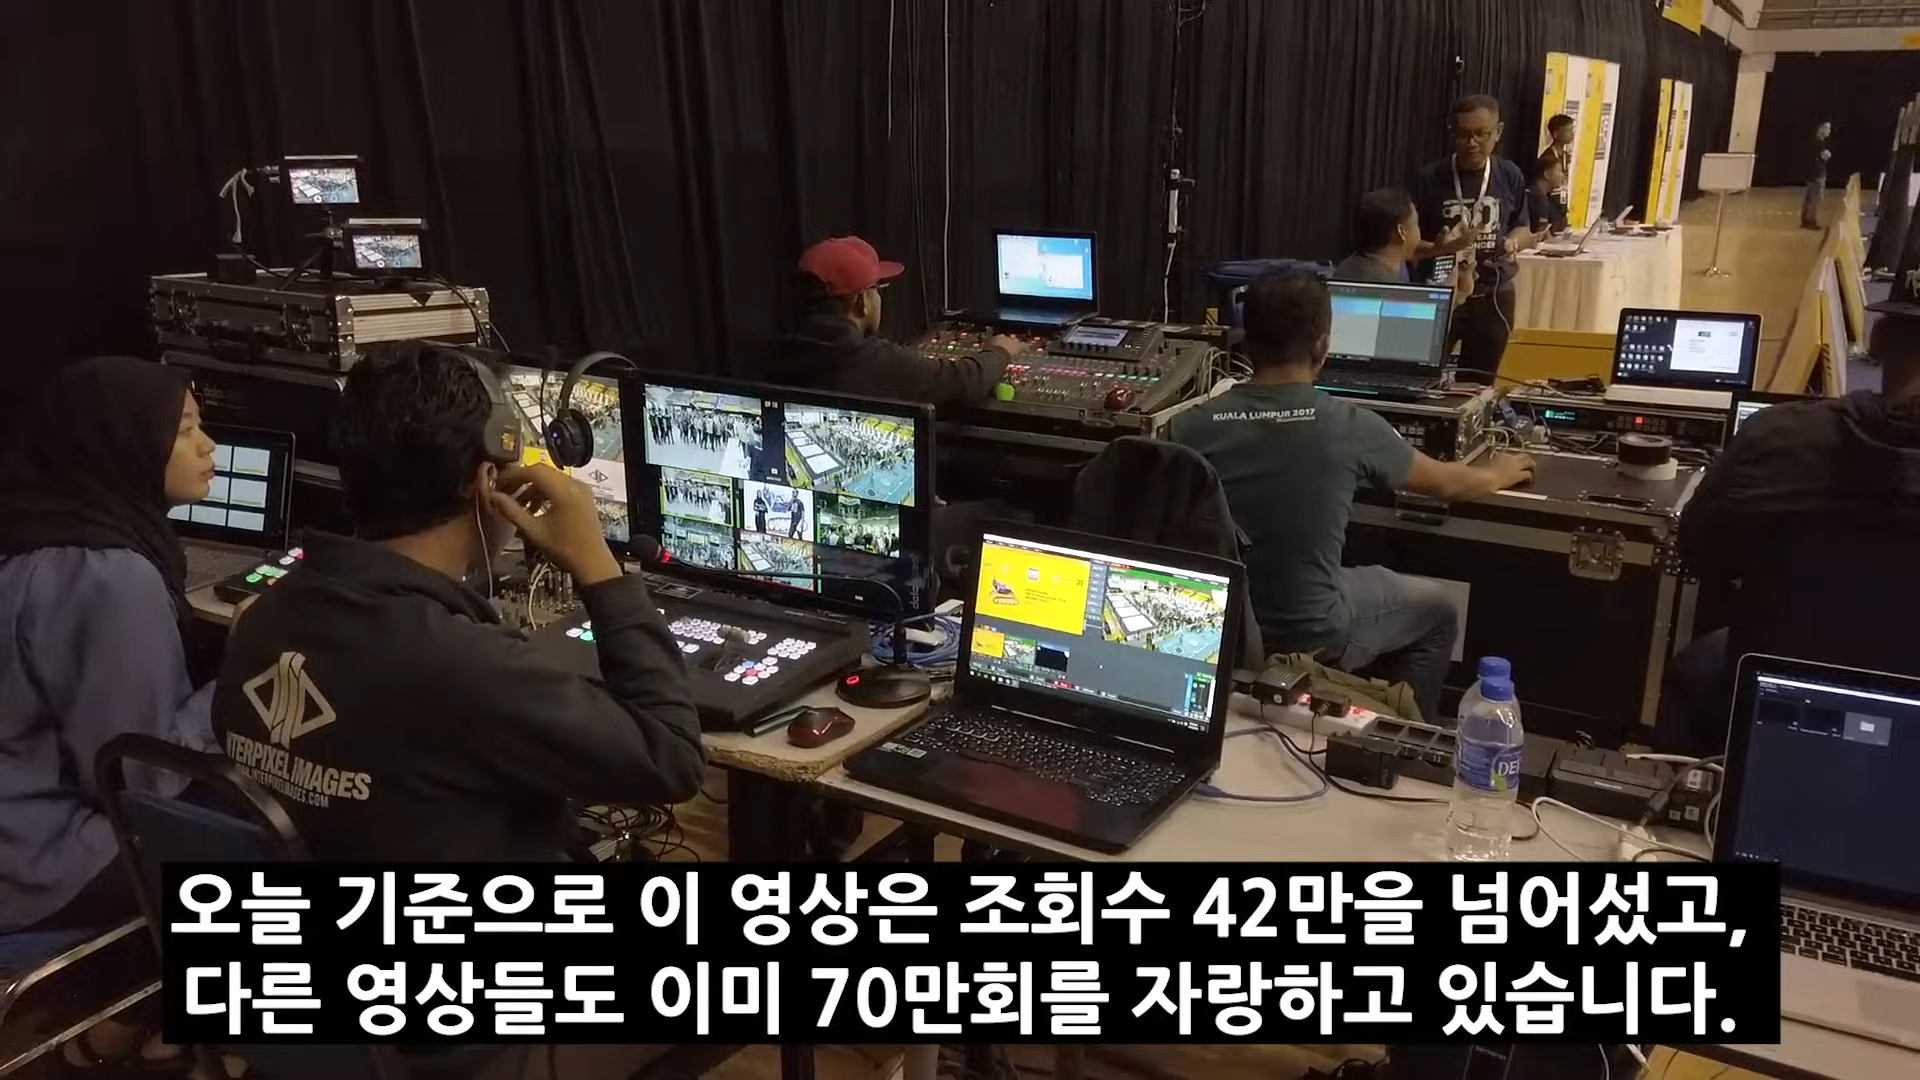 KUALA LUMPUR 2017
INTERPIXEL IMAGES
오늘 기준으로 이 영상은 조회수 42만을 넘어섰고,
다른 영상들도 이미 70만회를 자랑하고 있습니다.